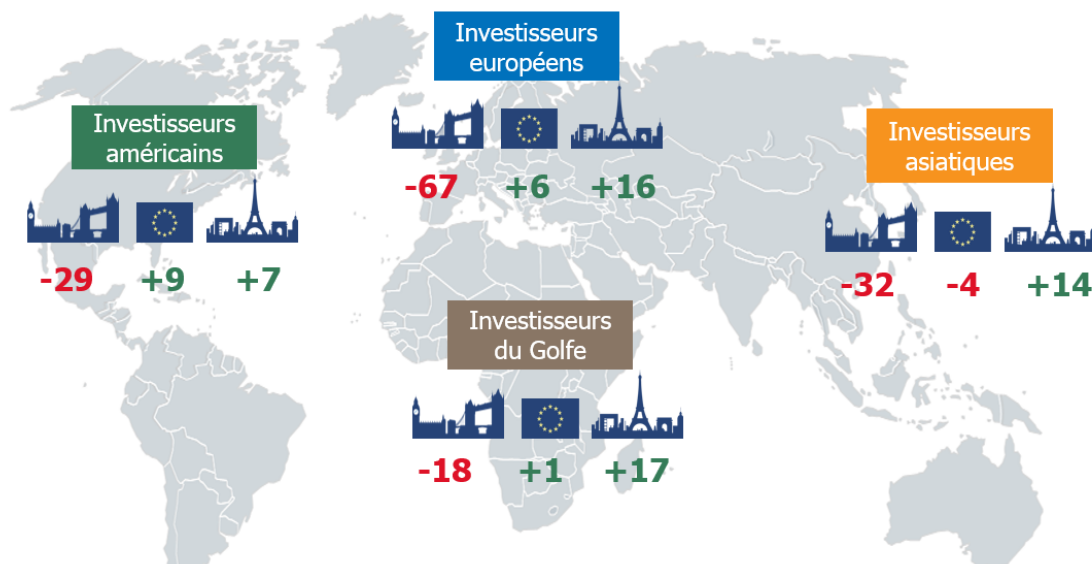 Investisseurs
européens
-67 +6 +16
Investisseurs
américains
-29 +9 +7
Investisseurs
asiatiques
-32 -4 +14
Investisseurs
du Golfe
-18 +1 +17